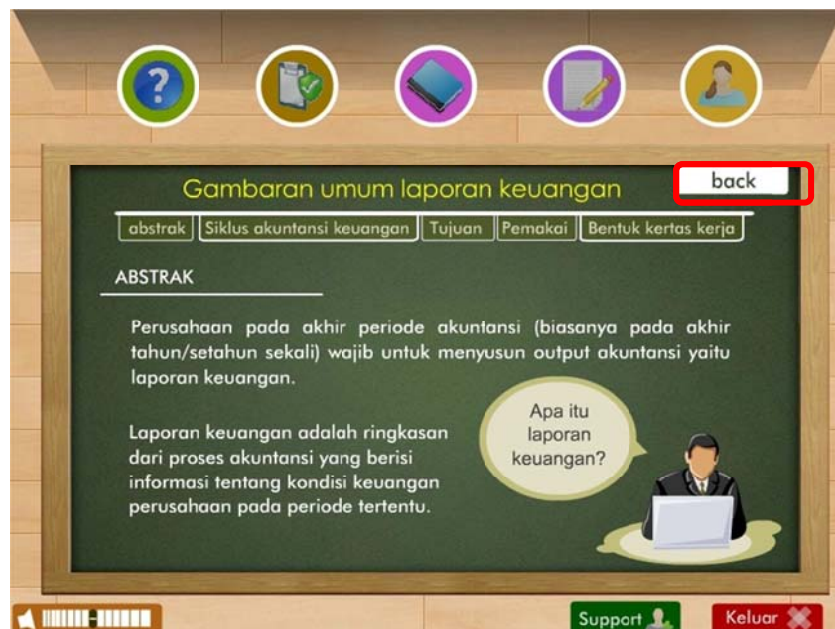 Gambaran umum laporan keuangan
back
abstrak Siklus akuntansi keuangan Tujuan Pemakai Bentuk kertas kerja
ABSTRAK
Perusahaan pada akhir periode akuntansi (biasanya pada akhir
tahun/setahun sekali) wajib untuk menyusun output akuntansi yaitu
laporan keuangan.
Laporan keuangan adalah ringkasan
dari proses akuntansi yang berisi
informasi tentang kondisi keuangan
perusahaan pada periode tertentu.
Apa itu
laporan
keuangan?
Support
Keluar